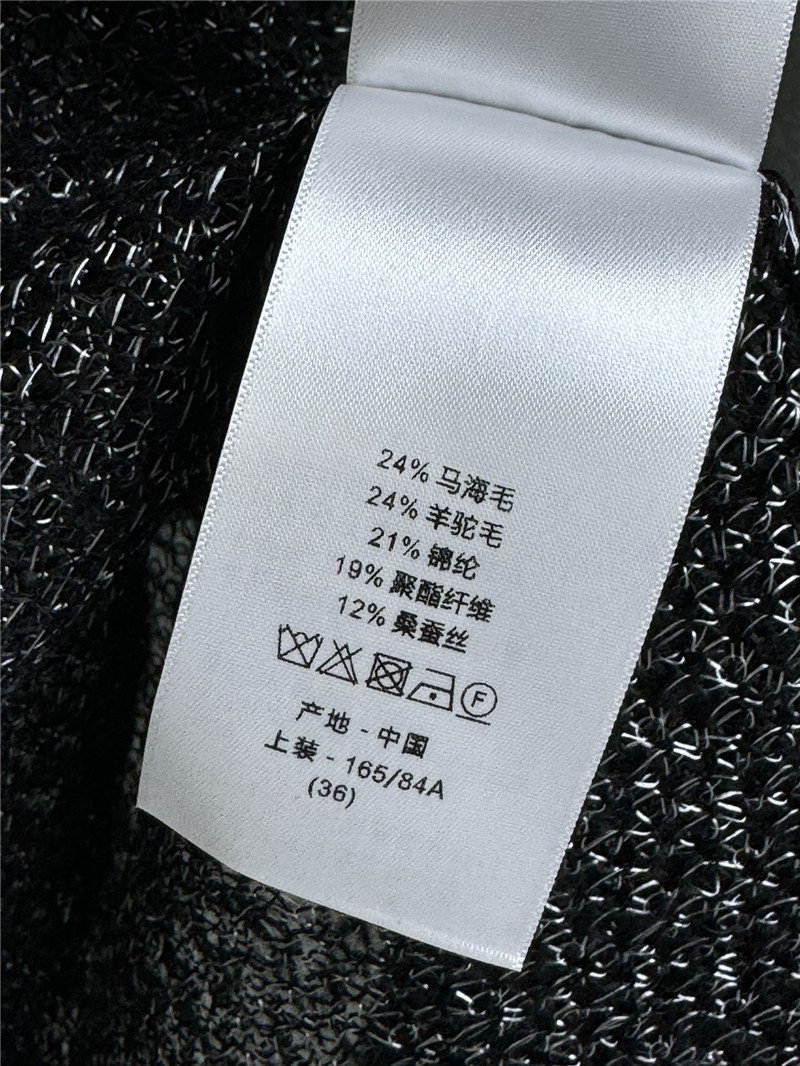 24% 马海毛
24% 羊驼毛
21% 锦纶
19% 聚酯纤维
12% 桑蚕丝
F
产地 - 中国
上装 - 165/84A
(36)